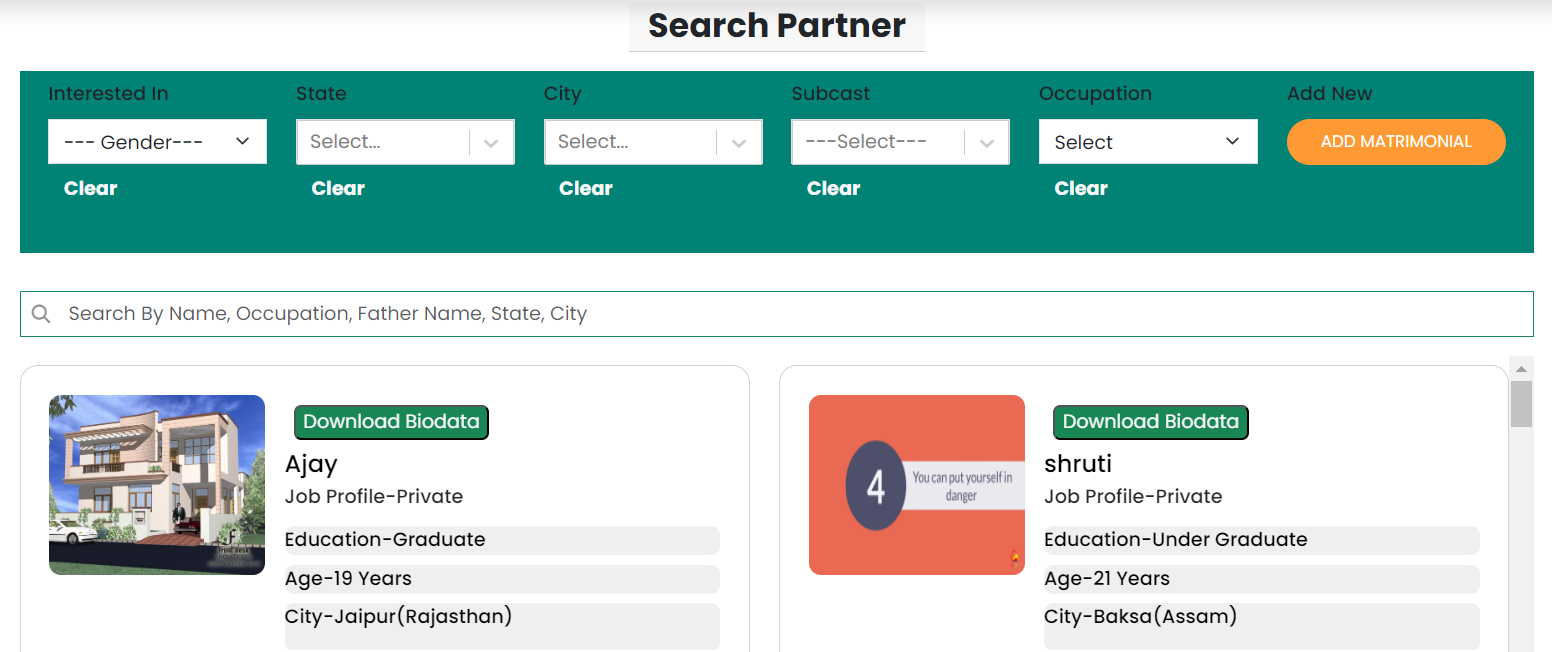 Search Partner
Interested In State City Subcast Occupation Add New
--- Gender--- Select... Select... ---Select--- Select ADD MATRIMONIAL
Clear Clear Clear Clear Clear
Search By Name, Occupation, Father Name, State, City
Download Biodata
Ajay
Job Profile-Private
Education-Graduate
Age-19 Years
City-Jaipur(Rajasthan)
4
You can put yourself in
danger
Download Biodata
shruti
Job Profile-Private
Education-Under Graduate
Age-21 Years
City-Baksa(Assam)